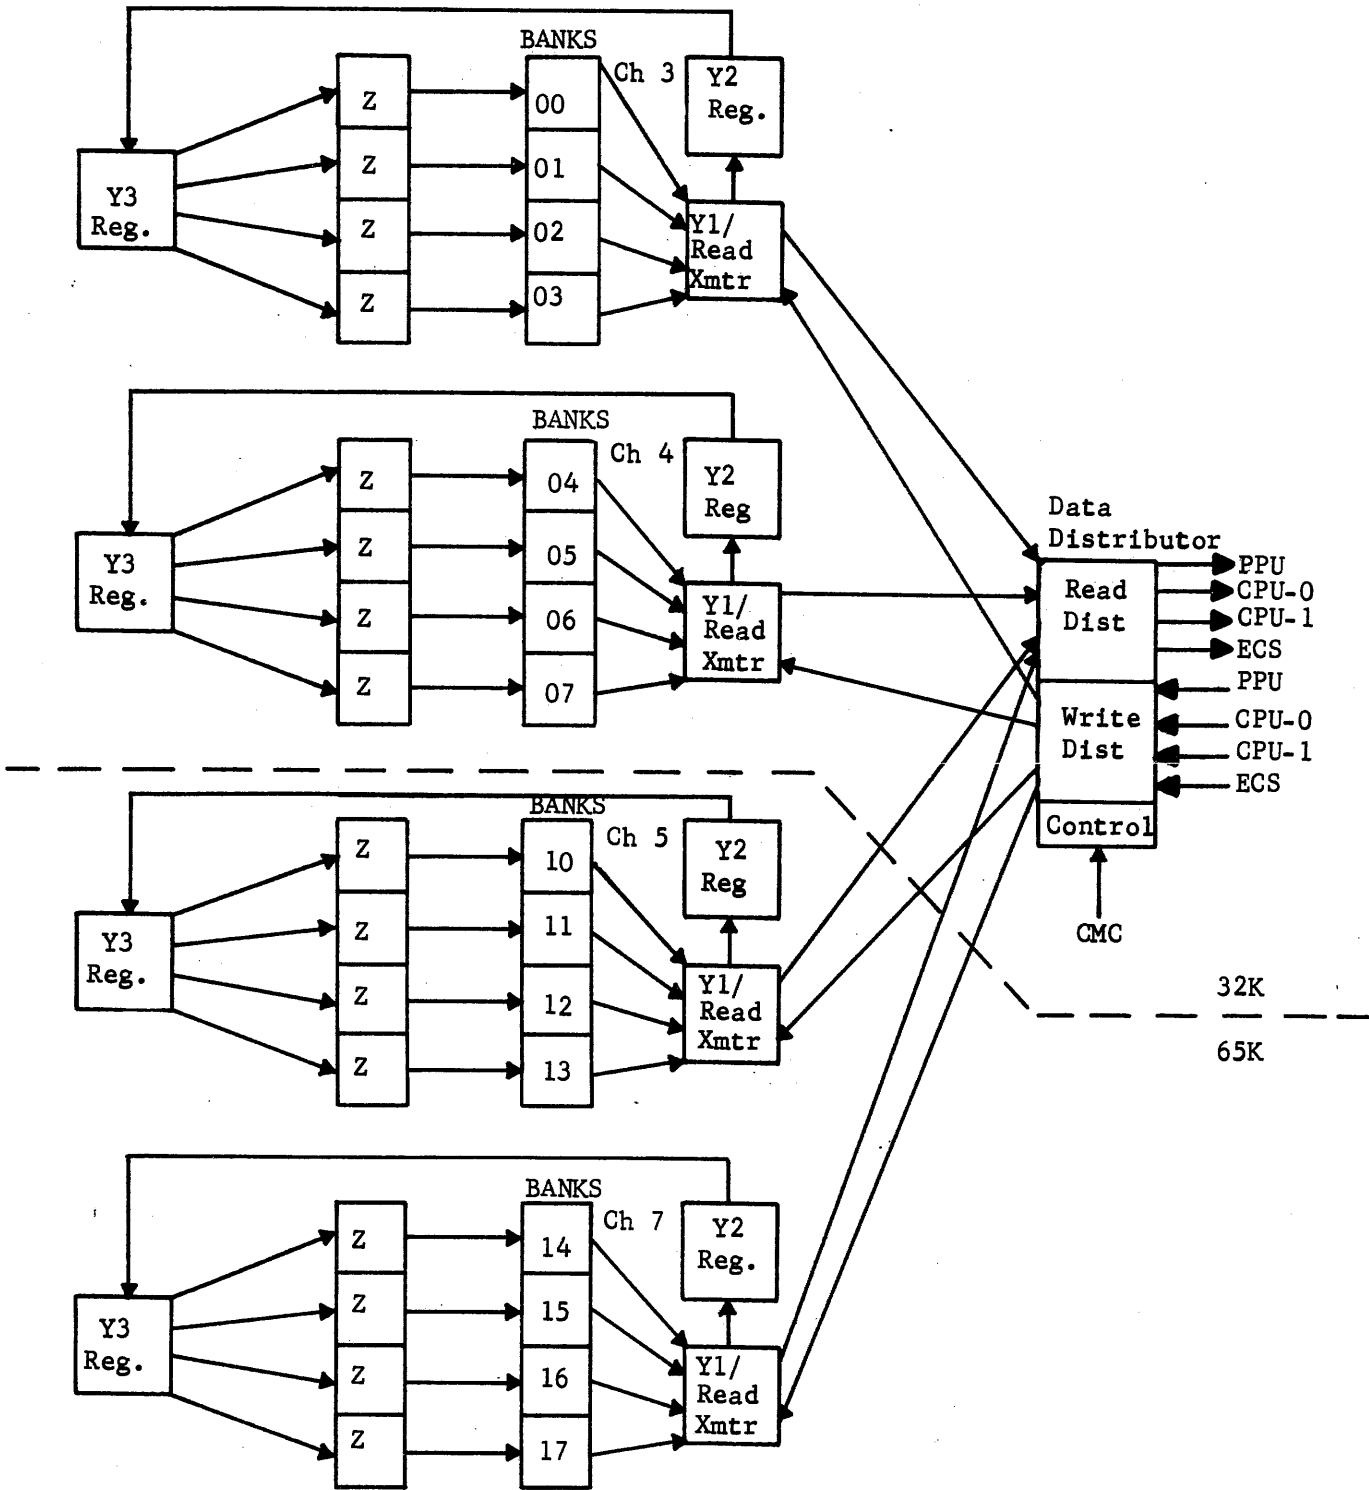 BANKS
Ch 3
Y2
Reg.
Z
00
Z
01
Z
02
Z
03
Y3
Reg.
Y1/
Read
Xmtr
BANKS
Ch 4
Y2
Reg
Z
04
Z
05
Z
06
Z
07
Y3
Reg.
Y1/
Read
Xmtr
Data
Distributor
Read
Dist
PPU
CPU-0
CPU-1
ECS
Write
Dist
PPU
CPU-0
CPU-1
ECS
Control
CMC
32K
65K
BANKS
Ch 5
Y2
Reg
Z
10
Z
11
Z
12
Z
13
Y3
Reg.
Y1/
Read
Xmtr
BANKS
Ch 7
Y2
Reg.
Z
14
Z
15
Z
16
Z
17
Y3
Reg.
Y1/
Read
Xmtr